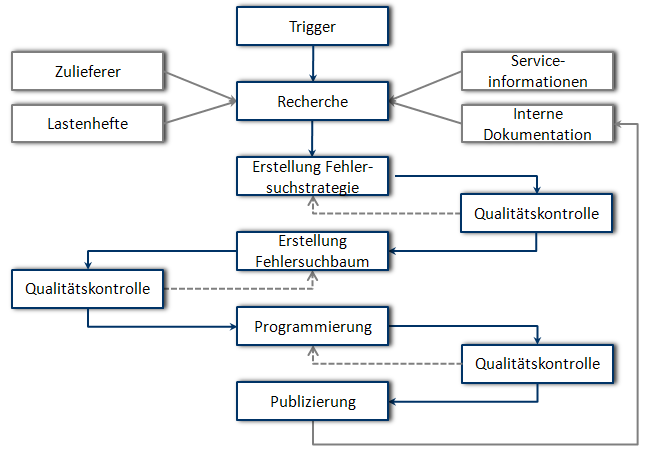 Trigger
Zulieferer
Service-
informationen
Recherche
Lastenhefte
Interne
Dokumentation
Erstellung Fehler-
suchstrategie
Qualitätskontrolle
Erstellung
Fehlersuchbaum
Qualitätskontrolle
Programmierung
Qualitätskontrolle
Publizierung